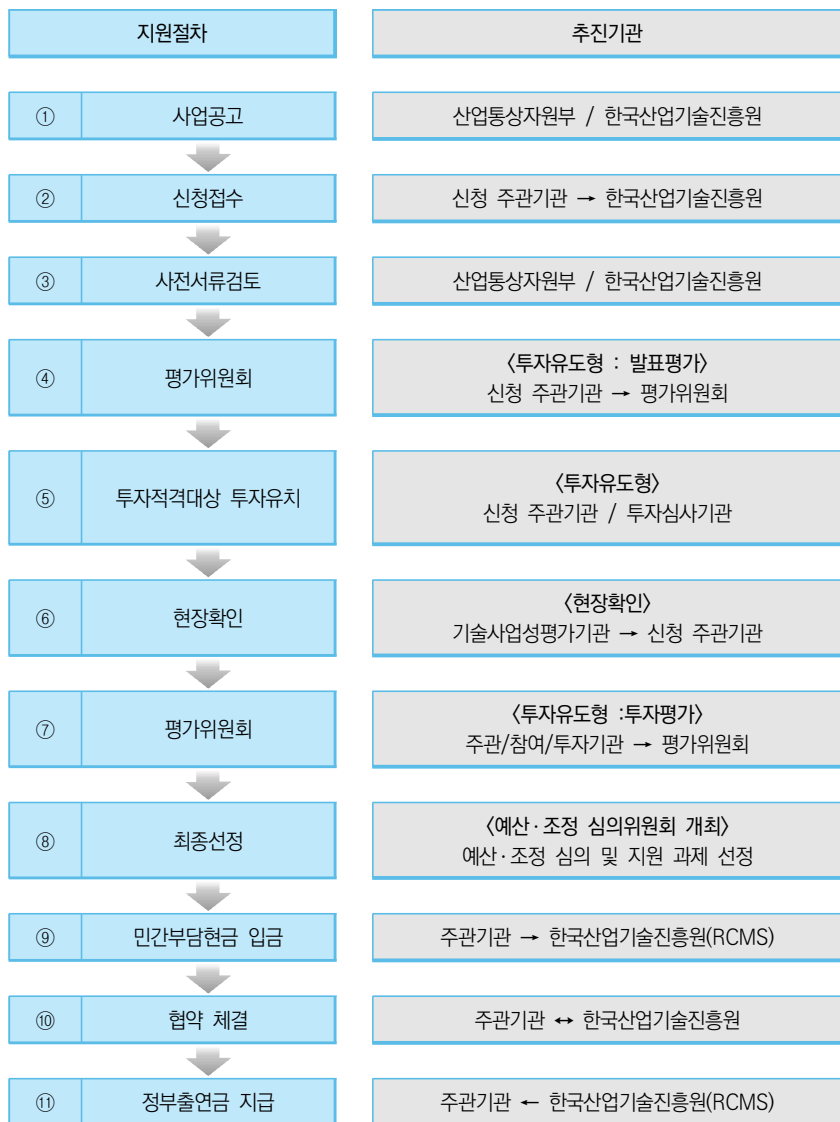 지원절차 추진기관
① 사업공고 산업통상자원부 / 한국산업기술진흥원
② 신청접수 신청 주관기관 → 한국산업기술진흥원
③ 사전서류검토 산업통상자원부 / 한국산업기술진흥원
④ 평가위원회 〈투자유도형 : 발표평가〉
신청 주관기관 → 평가위원회
⑤ 투자적격대상 투자유치 〈투자유도형〉
신청 주관기관 / 투자심사기관
⑥ 현장확인 〈현장확인〉
기술사업성평가기관 → 신청 주관기관
⑦ 평가위원회 〈투자유도형 :투자평가〉
주관/참여/투자기관 → 평가위원회
⑧ 최종선정 〈예산·조정 심의위원회 개최〉
예산·조정 심의 및 지원 과제 선정
⑨ 민간부담현금 입금 주관기관 → 한국산업기술진흥원(RCMS)
⑩ 협약 체결 주관기관 ↔ 한국산업기술진흥원
⑪ 정부출연금 지급 주관기관 ← 한국산업기술진흥원(RCMS)